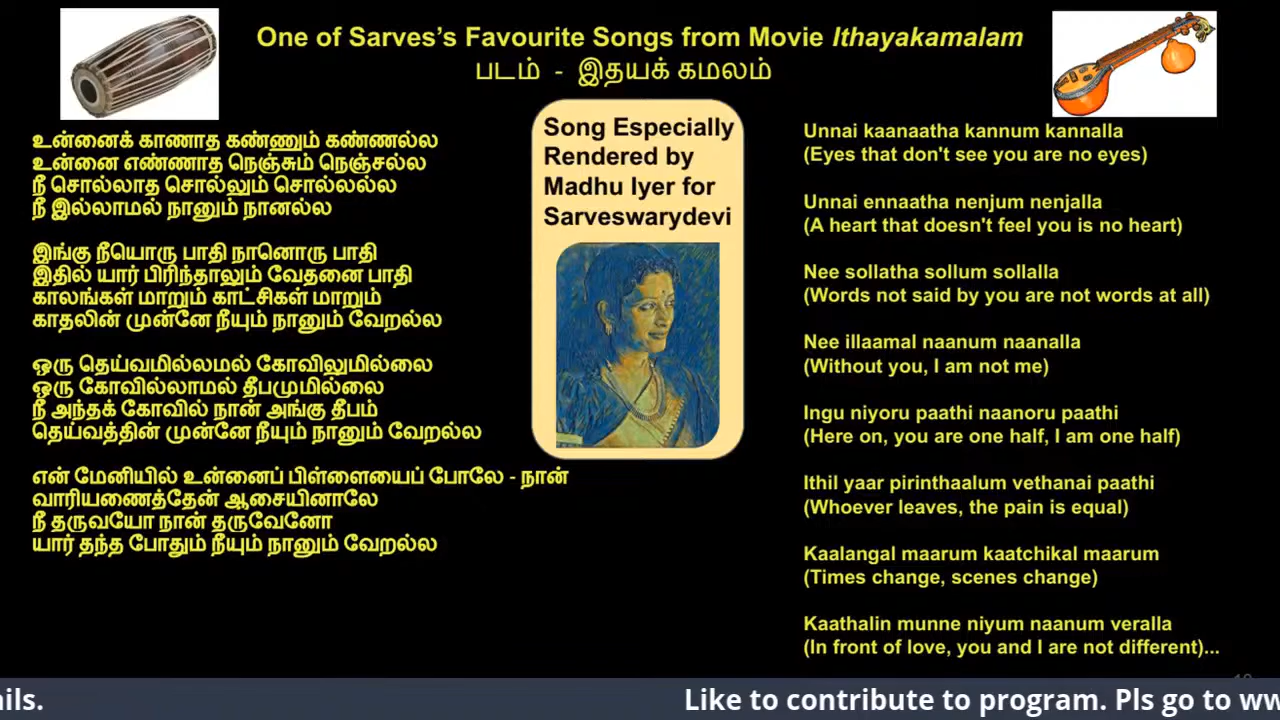 One of Sarves’s Favourite Songs from Movie Ithayakamalam
படம் - இதயக் கமலம்
உன்னைக் காணாத கண்ணும் கண்ணல்ல
உன்னை எண்ணாத நெஞ்சும் நெஞ்சல்ல
நீ சொல்லாத சொல்லும் சொல்லல்ல
நீ இல்லாமல் நானும் நானல்ல
இங்கு நீயொரு பாதி நானொரு பாதி
இதில் யார் பிரிந்தாலும் வேதனை பாதி
காலங்கள் மாறும் காட்சிகள் மாறும்
காதலின் முன்னே நீயும் நானும் வேறல்ல
ஒரு தெய்வமில்லமல் கோவிலுமில்லை
ஒரு கோவில்லாமல் தீபமுமில்லை
நீ அந்தக் கோவில் நான் அங்கு தீபம்
தெய்வத்தின் முன்னே நீயும் நானும் வேறல்ல
என் மேனியில் உன்னைப் பிள்ளையைப் போலே - நான்
வாரியணைத்தேன் ஆசையினாலே
நீ தருவயோ நான் தருவேனோ
யார் தந்த போதும் நீயும் நானும் வேறல்ல
Song Especially
Rendered by
Madhu Iyer for
Sarveswarydevi
Unnai kaanaatha kannum kannalla
(Eyes that don't see you are no eyes)
Unnai ennaatha nenjum nenjalla
(A heart that doesn't feel you is no heart)
Nee sollatha sollum sollalla
(Words not said by you are not words at all)
Nee illaamal naanum naanalla
(Without you, I am not me)
Ingu niyoru paathi naanoru paathi
(Here on, you are one half, I am one half)
Ithil yaar pirinthaalum vethanai paathi
(Whoever leaves, the pain is equal)
Kaalangal maarum kaatchikal maarum
(Times change, scenes change)
Kaathalin munne niyum naanum veralla
(In front of love, you and I are not different)...
ils. Like to contribute to program. Pls go to ww